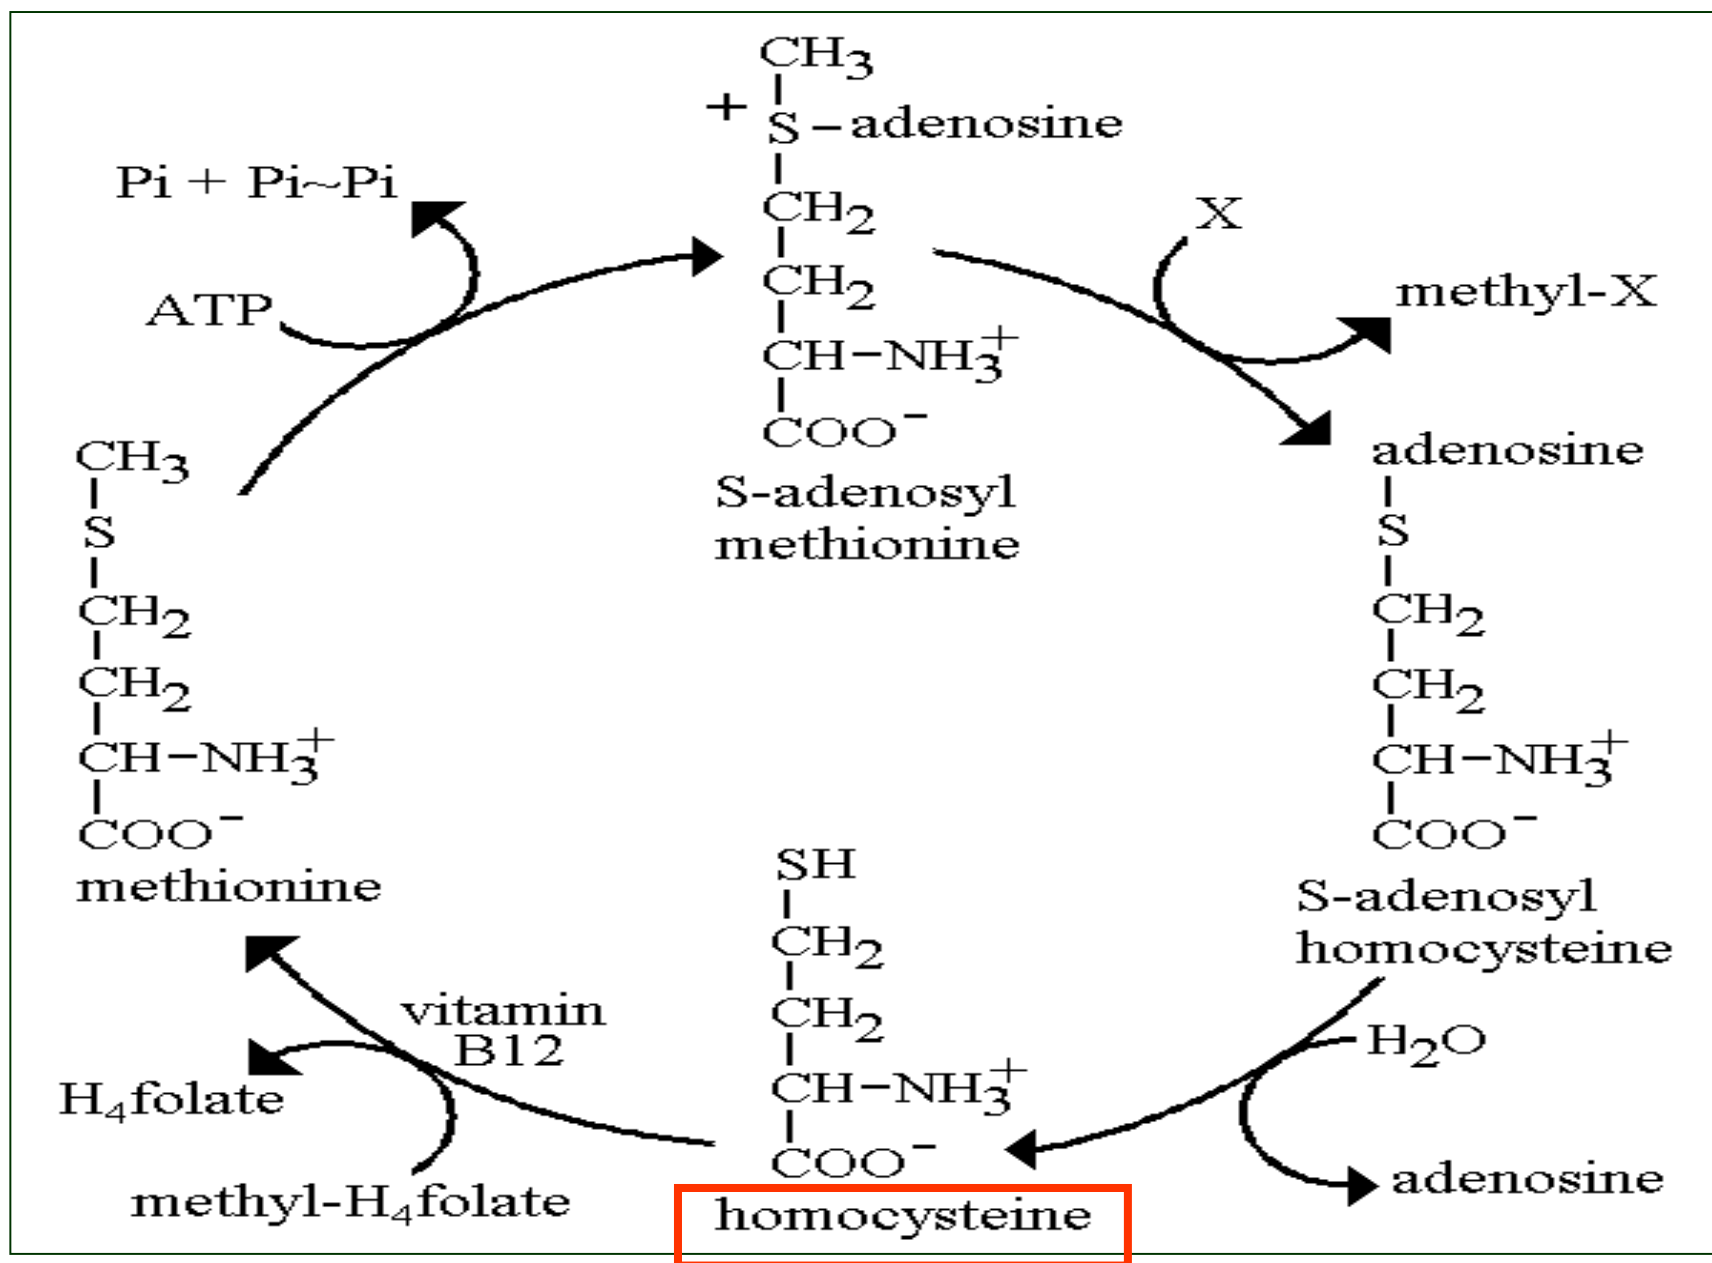 CH3
+
S – adenosine
CH2
CH2
CH–NH3+
COO–
S-adenosyl
methionine
Pi + Pi~Pi
ATP
X
methyl-X
adenosine
S
CH2
CH2
CH–NH3+
COO–
S-adenosyl
homocysteine
H2O
adenosine
SH
CH2
CH2
CH–NH3+
COO–
homocysteine
vitamin
B12
H4folate
methyl-H4folate
CH3
S
CH2
CH2
CH–NH3+
COO–
methionine